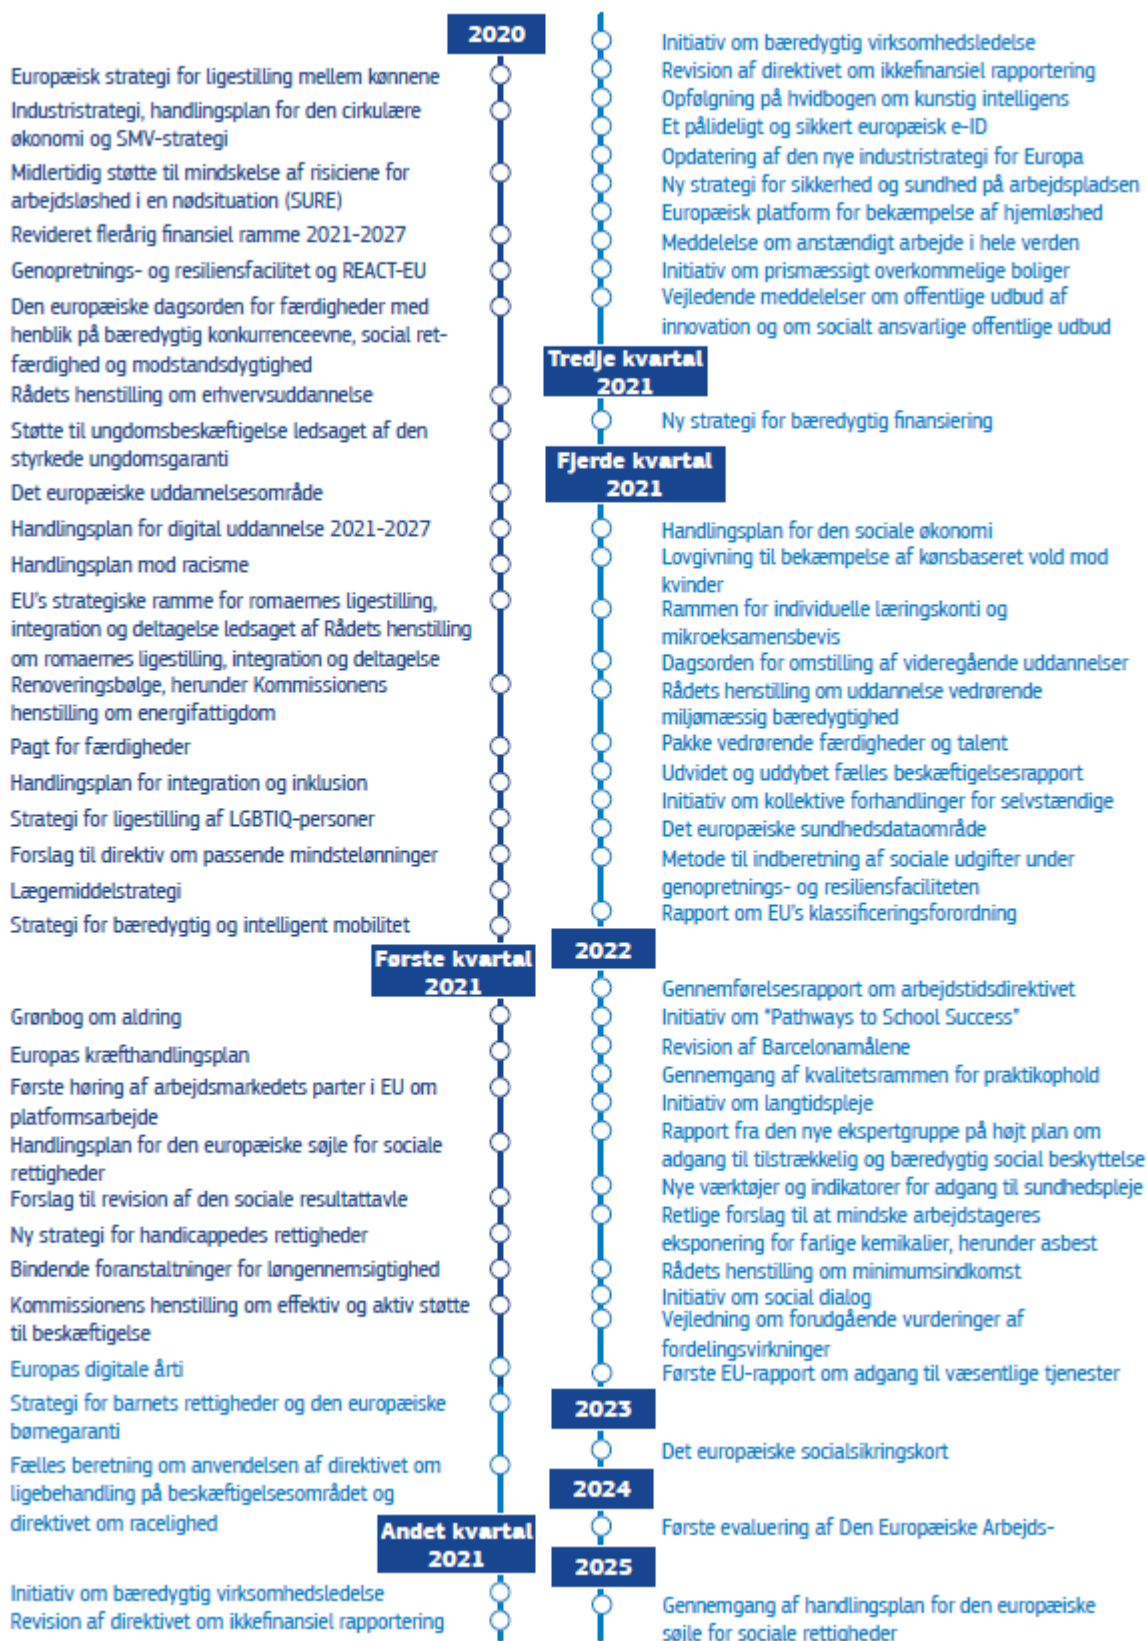 2020
Europæisk strategi for ligestilling mellem kønnene
Industristrategi, handlingsplan for den cirkulære
økonomi og SMV-strategi
Midlertidig støtte til mindskelse af risiciene for
arbejdsløshed i en nødsituation (SURE)
Revideret flerårig finansiel ramme 2021-2027
Genopretnings- og resiliensfacilitet og REACT-EU
Den europæiske dagsorden for færdigheder med
henblik på bæredygtig konkurrenceevne, social ret-
færdighed og modstandsdygtighed
Rådets henstilling om erhvervsuddannelse
Støtte til ungdomsbeskæftigelse ledsaget af den
styrkede ungdomsgaranti
Det europæiske uddannelsesområde
Handlingsplan for digital uddannelse 2021-2027
Handlingsplan mod racisme
EU's strategiske ramme for romaernes ligestilling,
integration og deltagelse ledsaget af Rådets henstilling
om romaernes ligestilling, integration og deltagelse
Renoveringsbølge, herunder Kommissionens
henstilling om energifattigdom
Pagt for færdigheder
Handlingsplan for integration og inklusion
Strategi for ligestilling af LGBTIQ-personer
Forslag til direktiv om passende mindstelønninger
Lægemiddelstrategi
Strategi for bæredygtig og intelligent mobilitet
Første kvartal
2021
Grønbog om aldring
Europas kræfthandlingsplan
Første høring af arbejdsmarkedets parter i EU om
platformsarbejde
Handlingsplan for den europæiske søjle for sociale
rettigheder
Forslag til revision af den sociale resultattavle
Ny strategi for handicappedes rettigheder
Bindende foranstaltninger for løngennemsigtighed
Kommissionens henstilling om effektiv og aktiv støtte
til beskæftigelse
Europas digitale årti
Strategi for barnets rettigheder og den europæiske
børnegaranti
Fælles beretning om anvendelsen af direktivet om
ligebehandling på beskæftigelsesområdet og
direktivet om racelighed
Andet kvartal
2021
Initiativ om bæredygtig virksomhedsledelse
Revision af direktivet om ikkefinansiel rapportering
Initiativ om bæredygtig virksomhedsledelse
Revision af direktivet om ikkefinansiel rapportering
Opfølgning på hvidbogen om kunstig intelligens
Et pålideligt og sikkert europæisk e-ID
Opdatering af den nye industristrategi for Europa
Ny strategi for sikkerhed og sundhed på arbejdspladsen
Europæisk platform for bekæmpelse af hjemløshed
Meddelelse om anstændigt arbejde i hele verden
Initiativ om prismæssigt overkommelige boliger
Vejledende meddelelser om offentlige udbud af
innovation og om socialt ansvarlige offentlige udbud
Tredje kvartal
2021
Ny strategi for bæredygtig finansiering
Fjerde kvartal
2021
Handlingsplan for den sociale økonomi
Lovgivning til bekæmpelse af kønsbaseret vold mod
kvinder
Rammen for individuelle læringskonti og
mikroeksamensbevis
Dagsorden for omstilling af videregående uddannelser
Rådets henstilling om uddannelse vedrørende
miljømæssig bæredygtighed
Pakke vedrørende færdigheder og talent
Udvidet og uddybet fælles beskæftigelsesrapport
Initiativ om kollektive forhandlinger for selvstændige
Det europæiske sundhedsdataområde
Metode til indberetning af sociale udgifter under
genopretnings- og resiliensfaciliteten
Rapport om EU's klassificeringsforordning
2022
Gennemførelsesrapport om arbejdstidsdirektivet
Initiativ om "Pathways to School Success"
Revision af Barcelonamålene
Gennemgang af kvalitetsrammen for praktikophold
Initiativ om langtidspleje
Rapport fra den nye ekspertgruppe på højt plan om
adgang til tilstrækkelig og bæredygtig social beskyttelse
Nye værktøjer og indikatorer for adgang til sundhedspleje
Retlige forslag til at mindske arbejdstageres
eksponering for farlige kemikalier, herunder asbest
Rådets henstilling om minimumsindkomst
Initiativ om social dialog
Vejledning om forudgående vurderinger af
fordelingsvirkninger
Første EU-rapport om adgang til væsentlige tjenester
2023
Det europæiske socialsikringskort
2024
Første evaluering af Den Europæiske Arbejds-
2025
Gennemgang af handlingsplan for den europæiske
søjle for sociale rettigheder